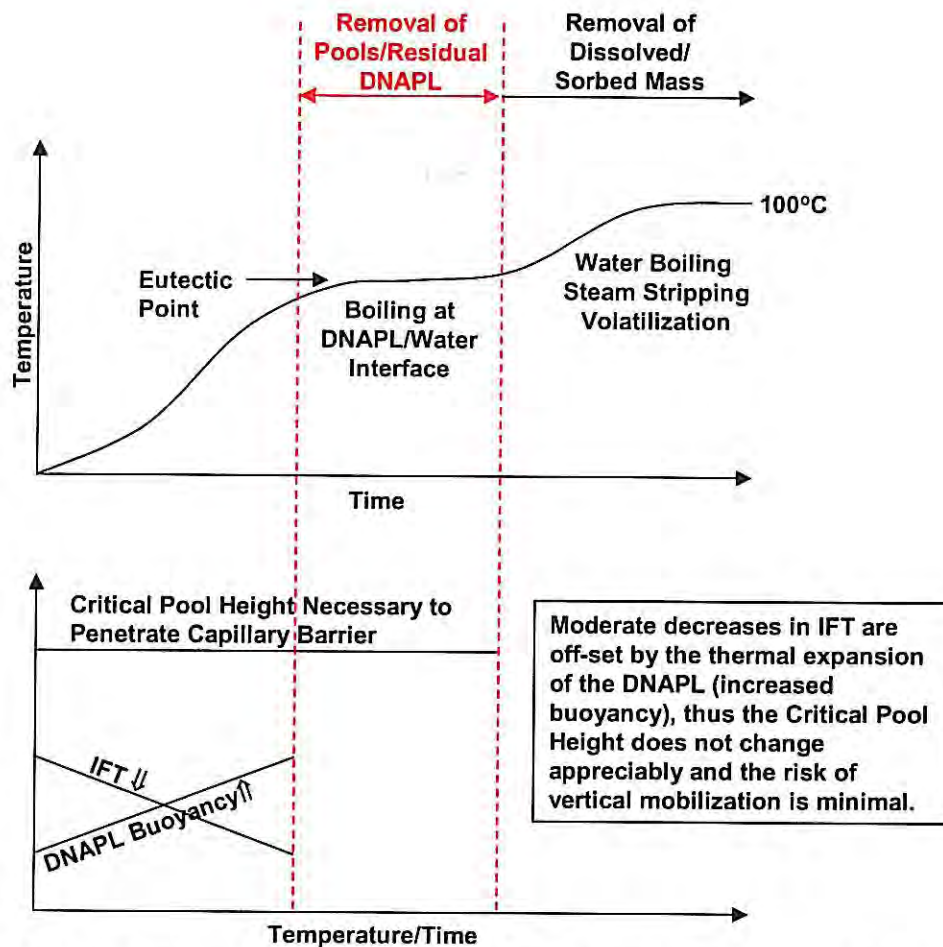 Removal of
Pools/Residual
DNAPL
Removal of
Dissolved/
Sorbed Mass
Temperature
100ºC
Eutectic
Point
Boiling at
DNAPL/Water
Interface
Water Boiling
Steam Stripping
Volatilization
Time
Critical Pool Height Necessary to
Penetrate Capillary Barrier
IFT ⇓
DNAPL Buoyancy ⇑
Moderate decreases in IFT are
off-set by the thermal expansion
of the DNAPL (increased
buoyancy), thus the Critical Pool
Height does not change
appreciably and the risk of
vertical mobilization is minimal.
Temperature/Time